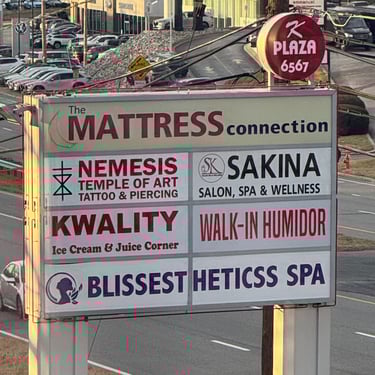 K
PLAZA
6567
The
MATTRESS connection
NEMESIS
TEMPLE OF ART
TATTOO & PIERCING
SK
SAKINA
SALON, SPA & WELLNESS
KWALITY
Ice Cream & Juice Corner
WALK-IN HUMIDOR
BLISSEST HETICSS SPA